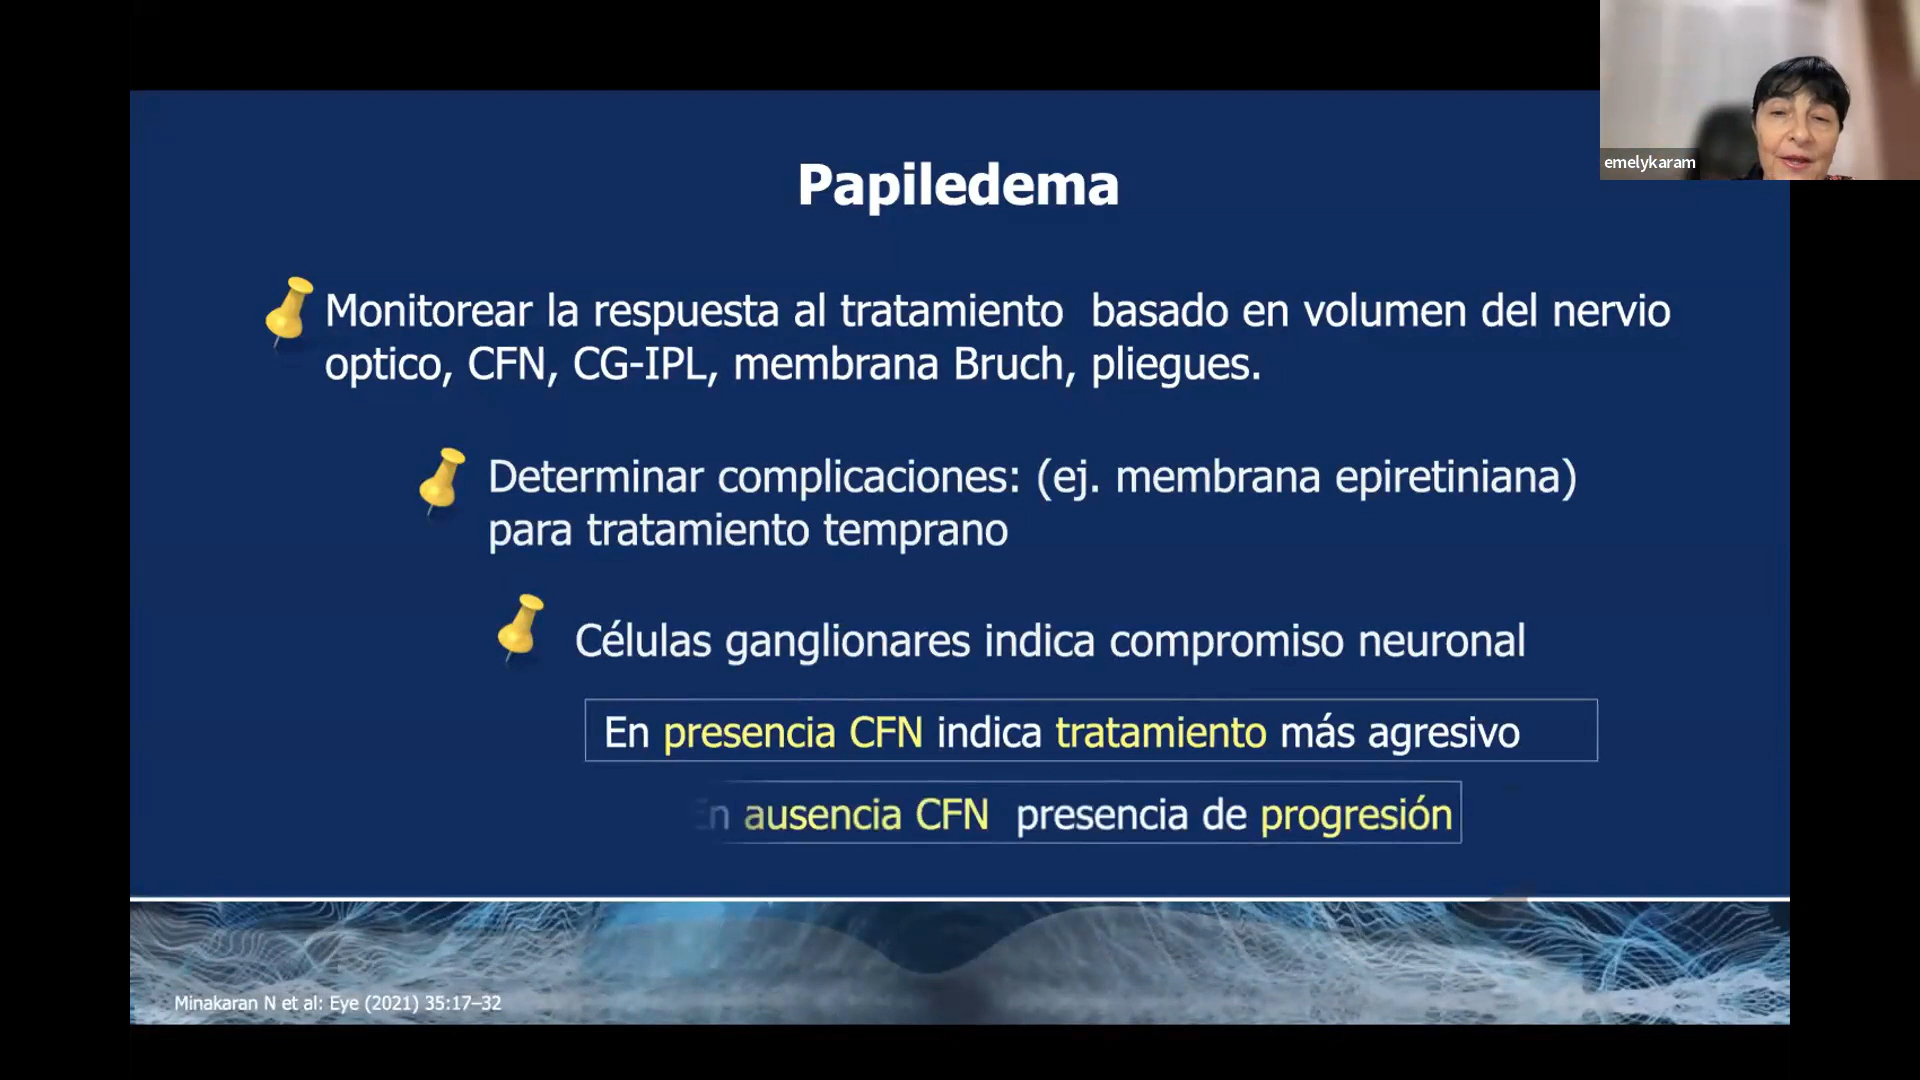 emelykaram
Papiledema
Monitorear la respuesta al tratamiento basado en volumen del nervio
optico, CFN, CG-IPL, membrana Bruch, pliegues.
Determinar complicaciones: (ej. membrana epiretiniana)
para tratamiento temprano
Células ganglionares indica compromiso neuronal
En presencia CFN indica tratamiento más agresivo
En ausencia CFN presencia de progresión
Minakaran N et al: Eye (2021) 35:17–32